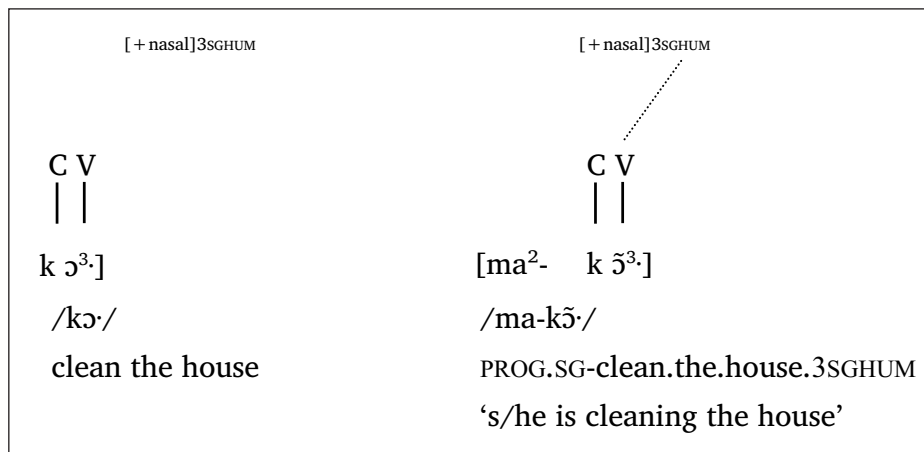 [+nasal]3SGHUM [+nasal]3SGHUM
C V C V
k ɔ³·] [ma²- k ɔ̃³·]
/kɔ·/ /ma-kɔ̃·/
clean the house PROG.SG-clean.the.house.3SGHUM
‘s/he is cleaning the house’